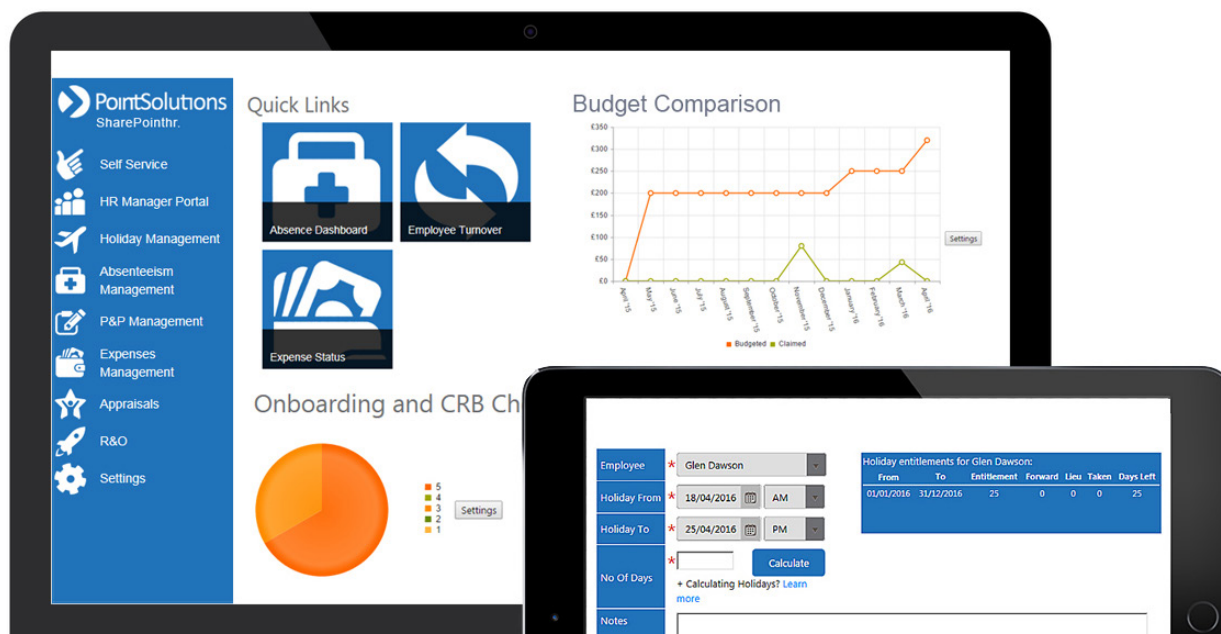 PointSolutions
SharePointhr.
Self Service
HR Manager Portal
Holiday Management
Absenteeism
Management
P&P Management
Expenses
Management
Appraisals
R&O
Settings
Quick Links
Absence Dashboard
Employee Turnover
Expense Status
Budget Comparison
£350
£300
£250
£200
£150
£100
£50
£0
April '15
May '15
June '15
July '15
August '15
September '15
October '15
November '15
December '15
January '16
February '16
March '16
April '16
Budgeted Claimed
Settings
Onboarding and CRB Ch
5
4
3
2
1
Settings
Employee * Glen Dawson
Holiday From * 18/04/2016 AM
Holiday To * 25/04/2016 PM
No Of Days * Calculate
+ Calculating Holidays? Learn
more
Notes
Holiday entitlements for Glen Dawson:
From To Entitlement Forward Lieu Taken Days Left
01/01/2016 31/12/2016 25 0 0 0 25